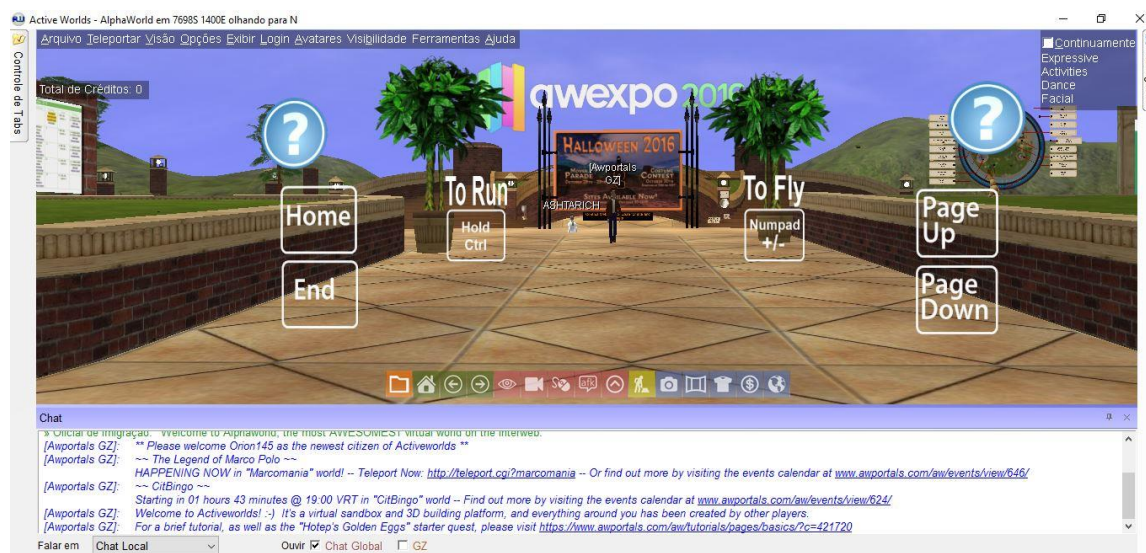 Active Worlds - AlphaWorld em 7698S 1400E olhando para N
Arquivo Teleportar Visão Opções Exibir Login Avatares Visibilidade Ferramentas Ajuda
Continuamente
Expressive
Activities
Dance
Facial
Controle de Tabs
Total de Créditos: 0
awexpo 2016
HALLOWEEN 2016
PARADE
CONTEST
[Awportals GZ]
ASHTARICH
?
?
Home
End
To Run
Hold
Ctrl
To Fly
Numpad
+/-
Page
Up
Page
Down
afk
Chat
» Oficial de Imigração: "Welcome to Alphaworld, the most AWESOMEST virtual world on the interweb."
[Awportals GZ]: ** Please welcome Orion145 as the newest citizen of Activeworlds **
[Awportals GZ]: ~~ The Legend of Marco Polo ~~
HAPPENING NOW in "Marcomania" world! -- Teleport Now: http://teleport.cgi?marcomania -- Or find out more by visiting the events calendar at www.awportals.com/aw/events/view/646/
[Awportals GZ]: ~~ CitBingo ~~
Starting in 01 hours 43 minutes @ 19:00 VRT in "CitBingo" world -- Find out more by visiting the events calendar at www.awportals.com/aw/events/view/624/
[Awportals GZ]: Welcome to Activeworlds! :-) It's a virtual sandbox and 3D building platform, and everything around you has been created by other players.
[Awportals GZ]: For a brief tutorial, as well as the "Hotep's Golden Eggs" starter quest, please visit https://www.awportals.com/aw/tutorials/pages/basics/?c=421720
Falar em Chat Local Ouvir Chat Global GZ